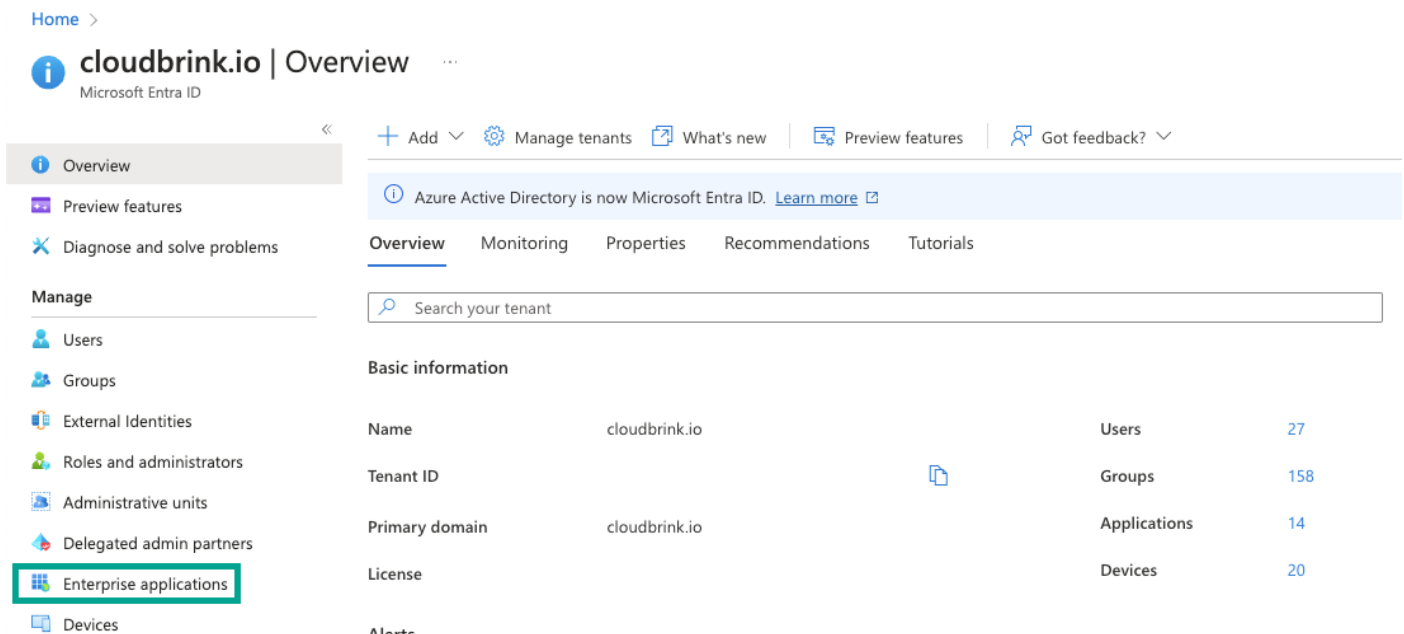 Home >
cloudbrink.io | Overview ...
Microsoft Entra ID
«
Overview
Preview features
Diagnose and solve problems
Manage
Users
Groups
External Identities
Roles and administrators
Administrative units
Delegated admin partners
Enterprise applications
Devices
Add Manage tenants What's new Preview features Got feedback?
Azure Active Directory is now Microsoft Entra ID. Learn more
Overview Monitoring Properties Recommendations Tutorials
Search your tenant
Basic information
Name cloudbrink.io Users 27
Tenant ID Groups 158
Primary domain cloudbrink.io Applications 14
License Devices 20
Alerts